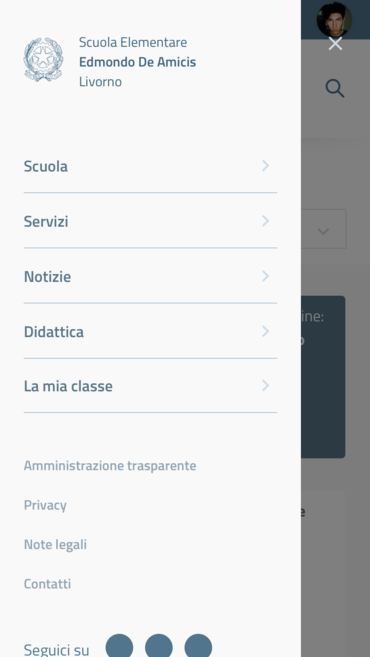 Scuola Elementare
Edmondo De Amicis
Livorno
Scuola
Servizi
Notizie
Didattica
La mia classe
Amministrazione trasparente
Privacy
Note legali
Contatti
Seguici su
ine: